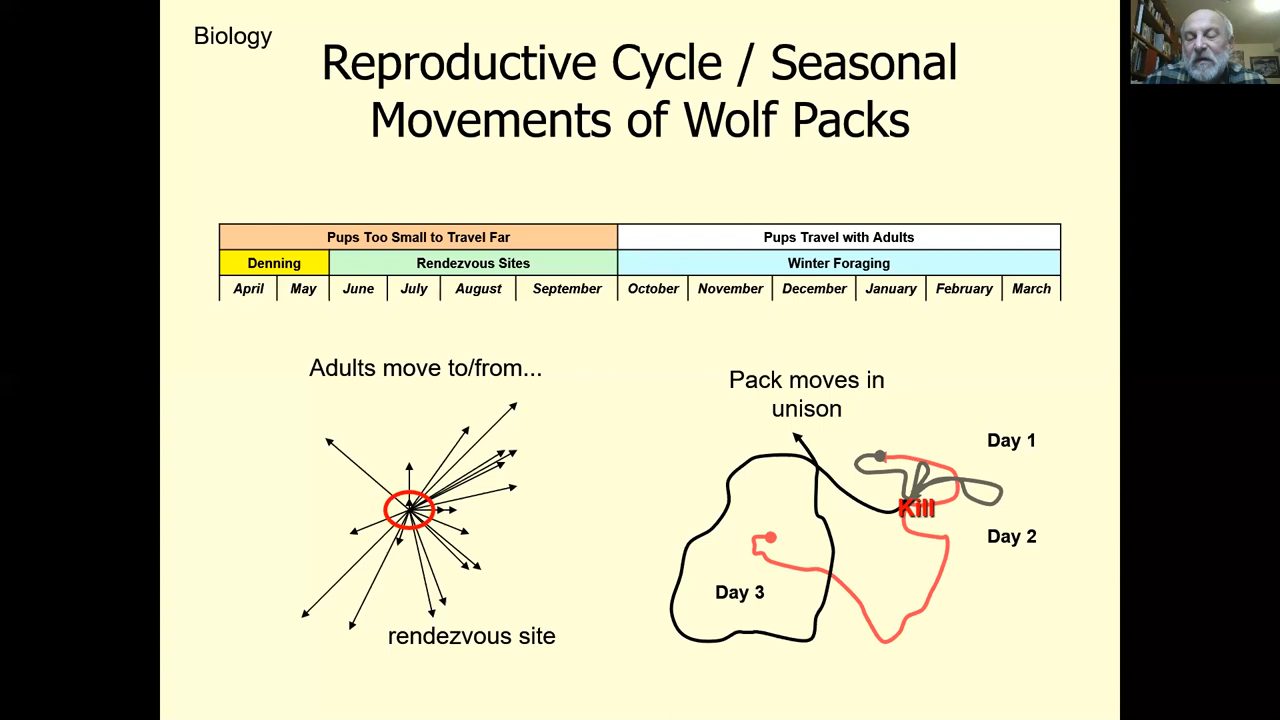 Biology
Reproductive Cycle / Seasonal
Movements of Wolf Packs
Pups Too Small to Travel Far
Pups Travel with Adults
Denning
Rendezvous Sites
Winter Foraging
April May June July August September October November December January February March
Adults move to/from...
Pack moves in
unison
Day 1
Kill
Day 2
Day 3
rendezvous site